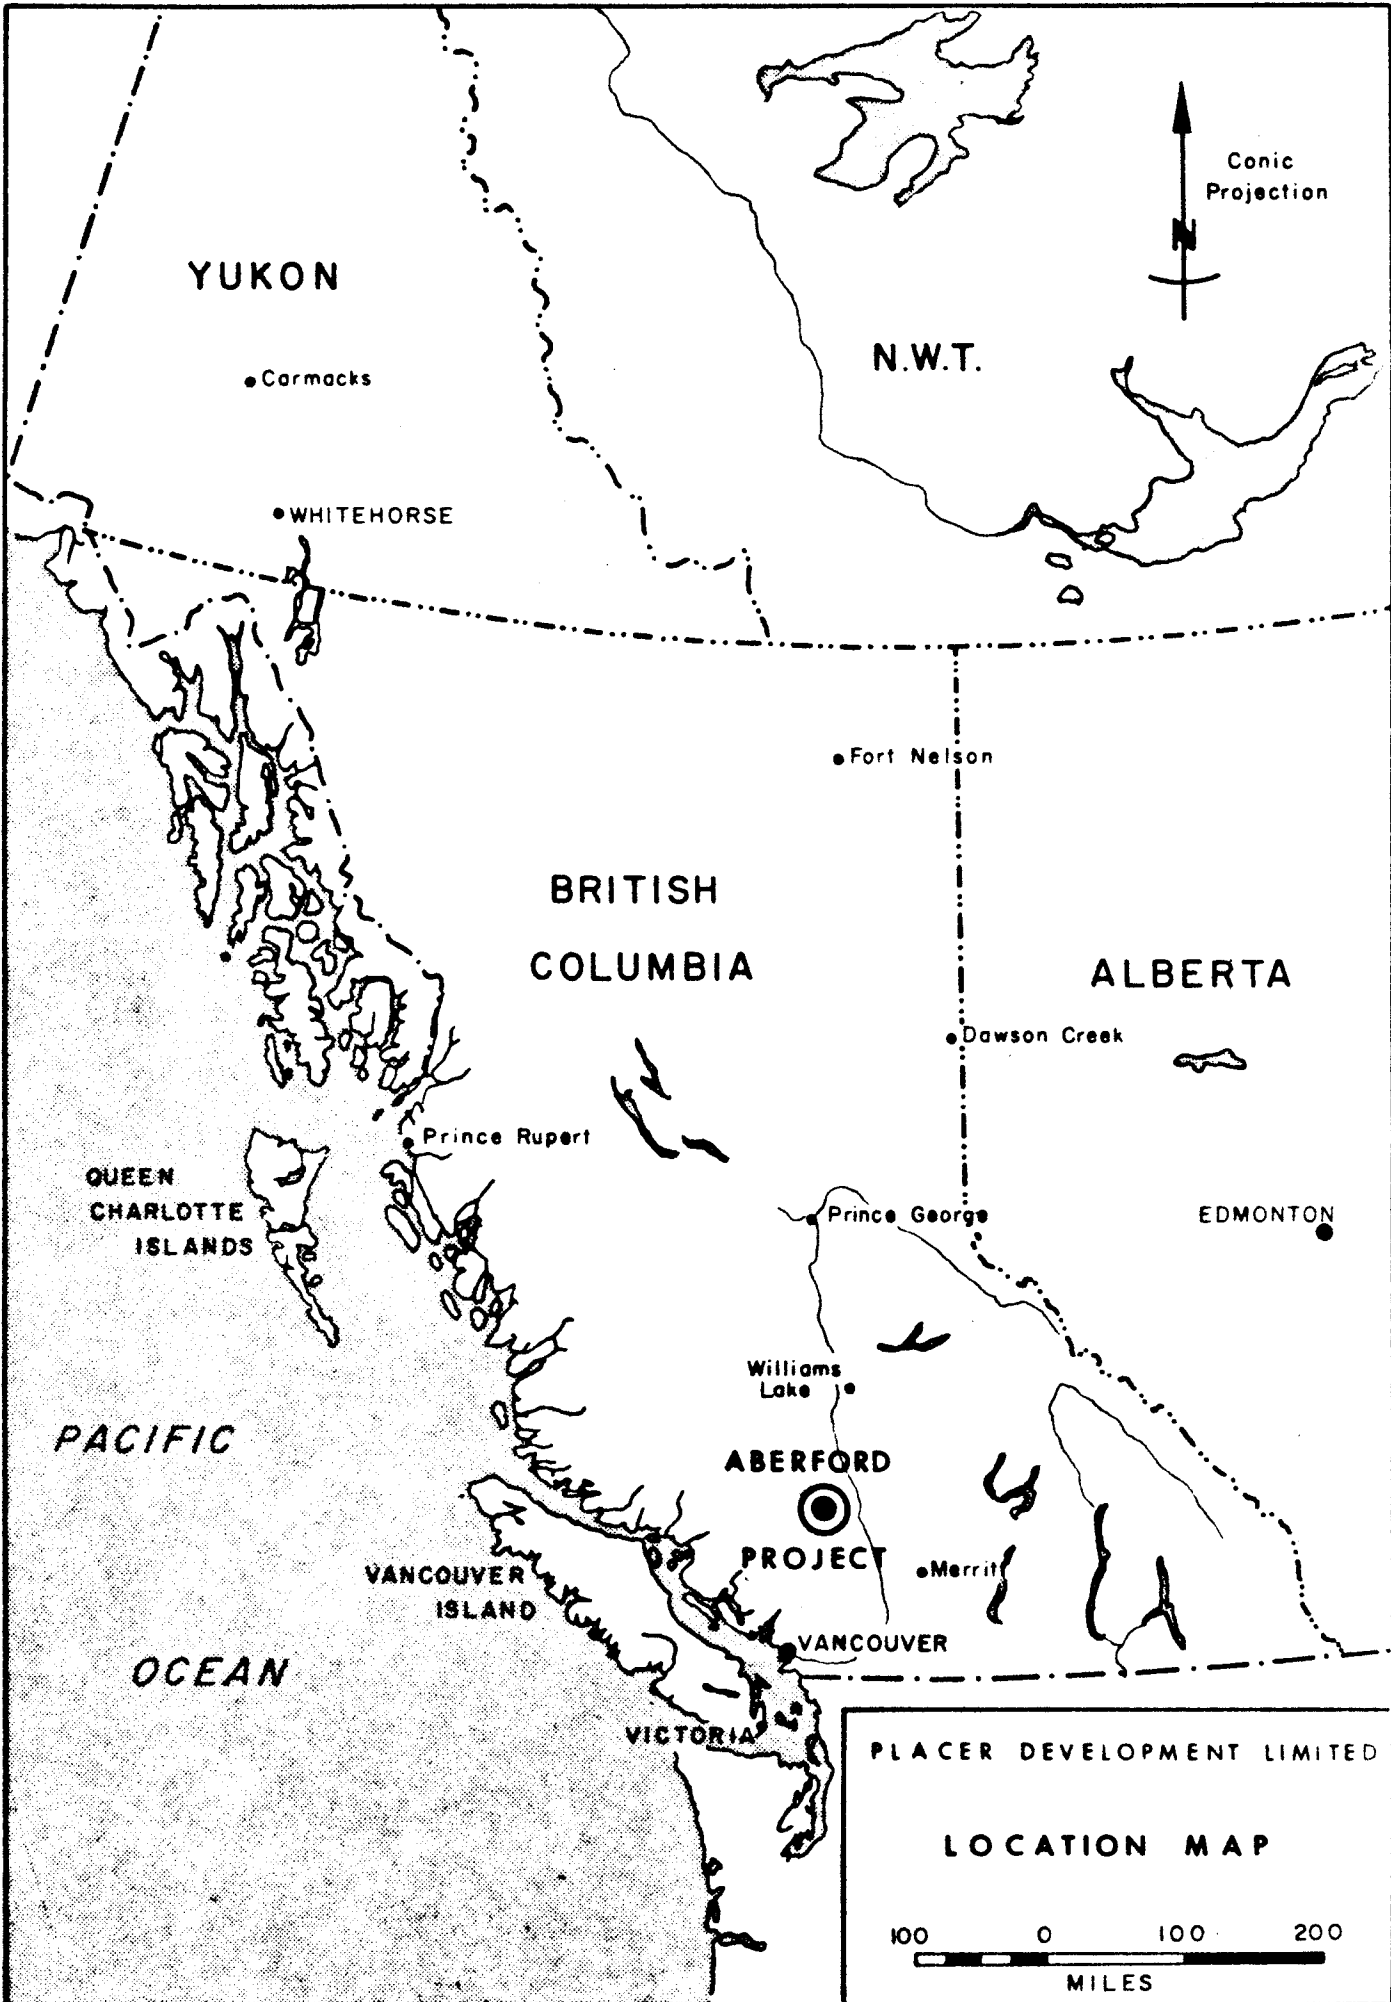 Conic
Projection
N
YUKON
N.W.T.
Carmacks
WHITEHORSE
Fort Nelson
BRITISH
COLUMBIA
ALBERTA
Dawson Creek
Prince Rupert
QUEEN
CHARLOTTE
ISLANDS
Prince George
EDMONTON
Williams
Lake
PACIFIC
ABERFORD
PROJECT
VANCOUVER
ISLAND
Merritt
VANCOUVER
OCEAN
VICTORIA
PLACER DEVELOPMENT LIMITED
LOCATION MAP
100 0 100 200
MILES